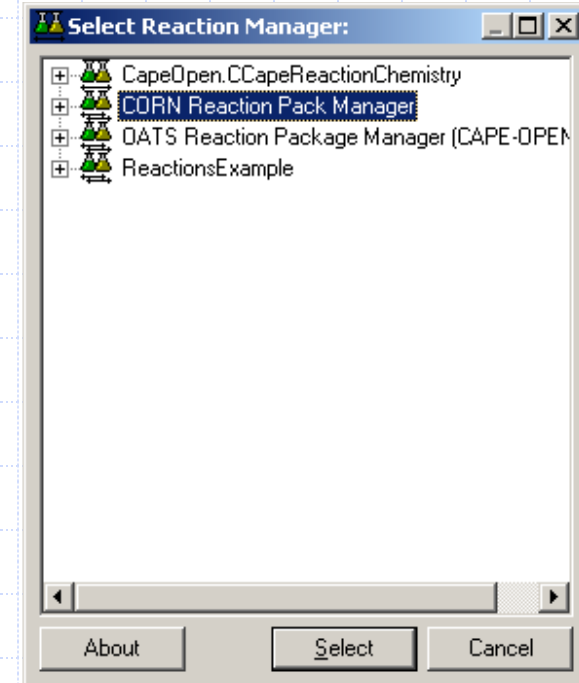 Select Reaction Manager:
CapeOpen.CCapeReactionChemistry
CORN Reaction Pack Manager
OATS Reaction Package Manager (CAPE-OPEN
ReactionsExample
About
Select
Cancel